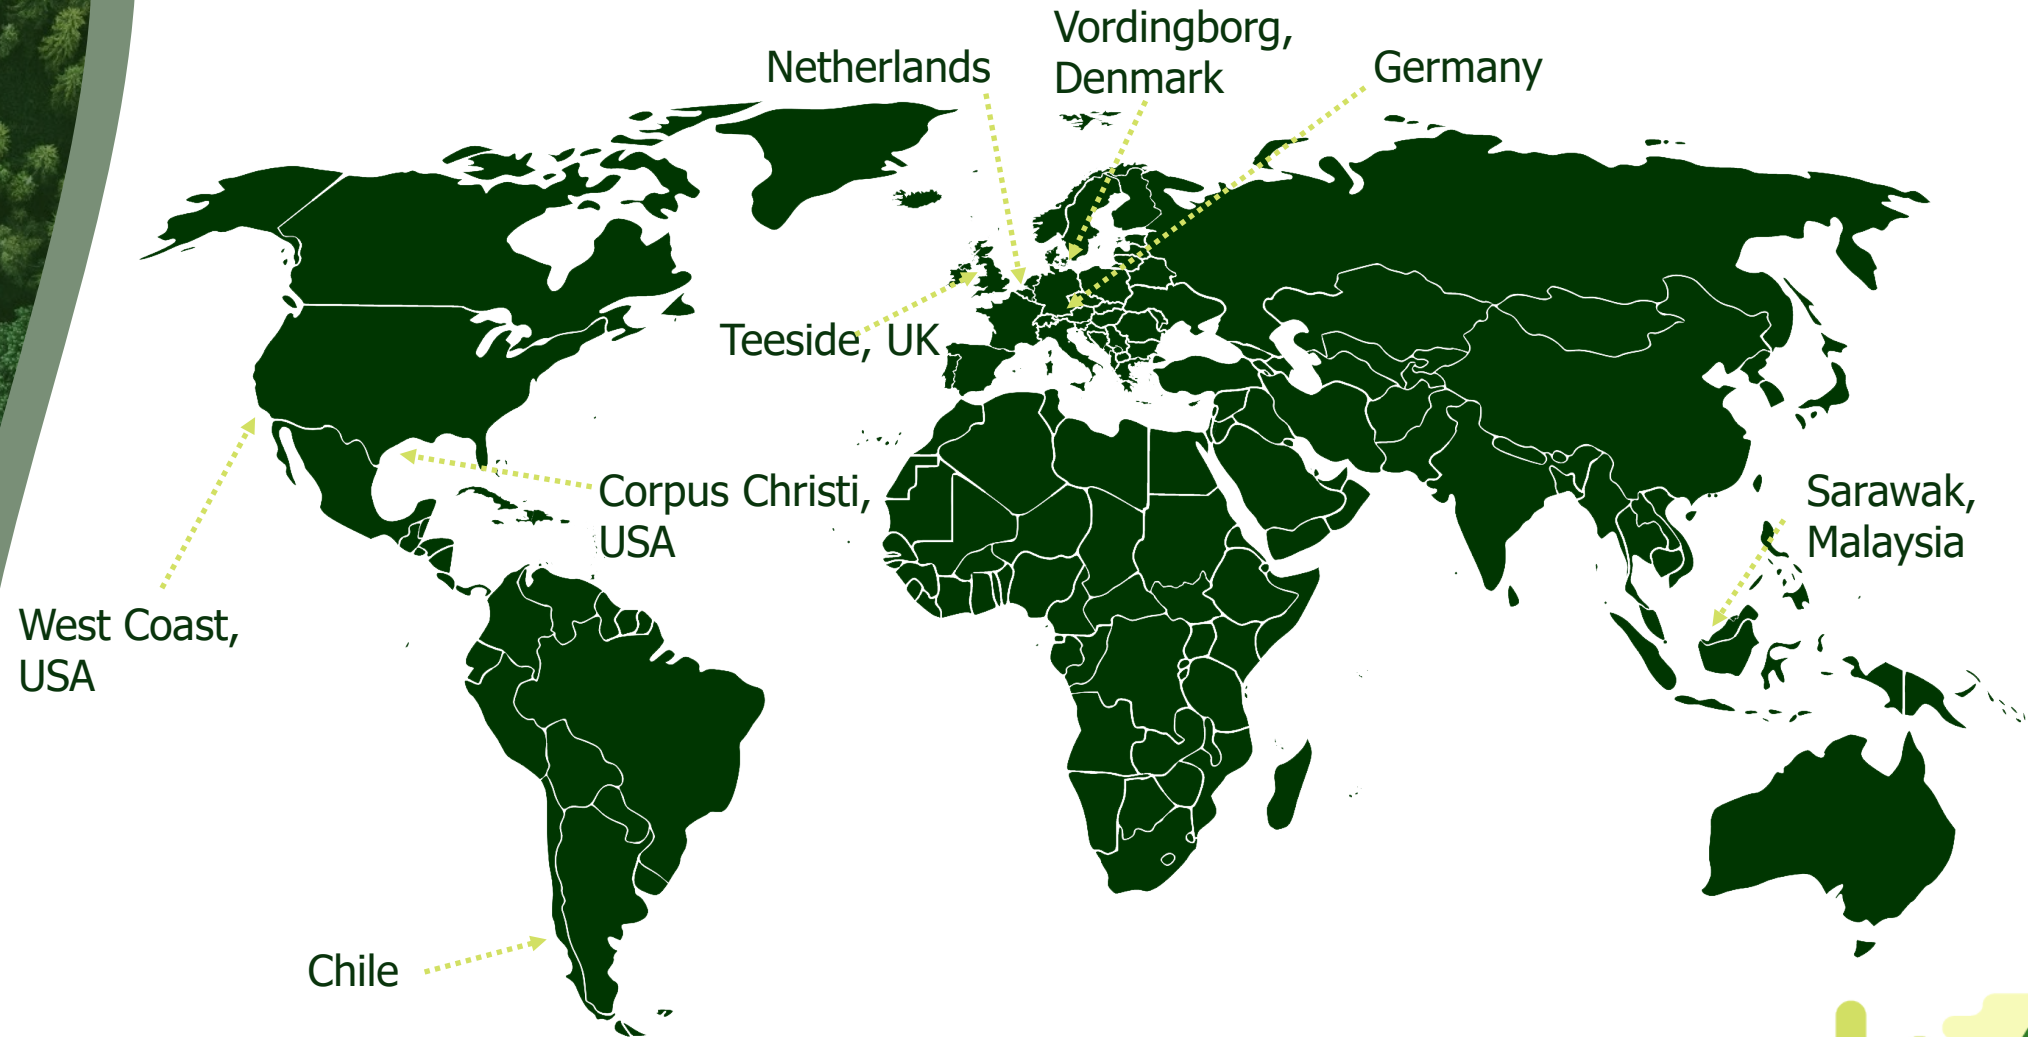 Vordingborg,
Denmark
Netherlands
Germany
Teeside, UK
Corpus Christi,
USA
Sarawak,
Malaysia
West Coast,
USA
Chile